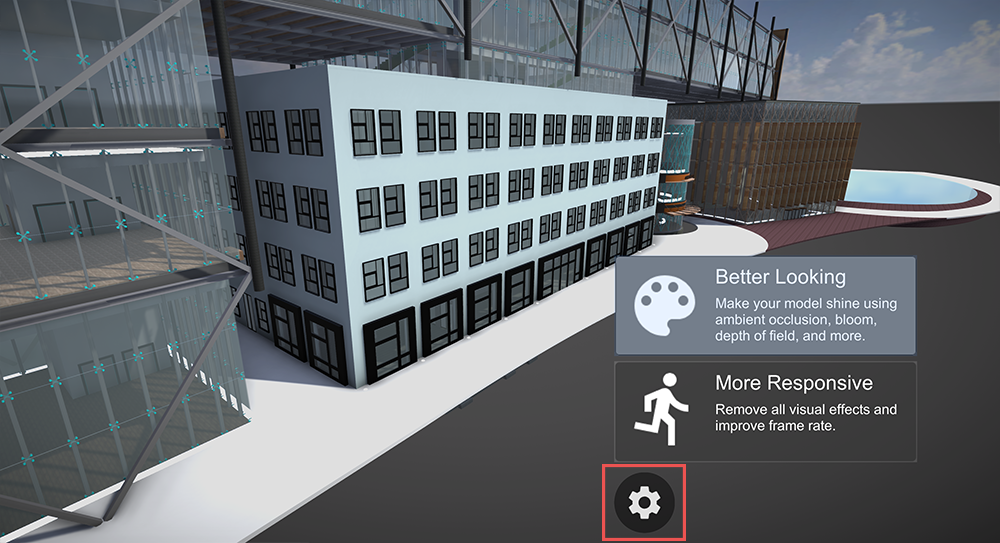 Better Looking
Make your model shine using
ambient occlusion, bloom,
depth of field, and more.
More Responsive
Remove all visual effects and
improve frame rate.